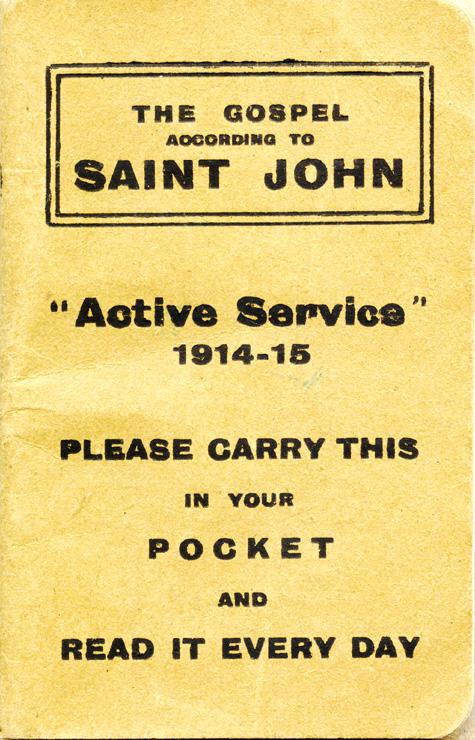 THE GOSPEL
ACCORDING TO
SAINT JOHN
"Active Service"
1914-15
PLEASE CARRY THIS
IN YOUR
POCKET
AND
READ IT EVERY DAY